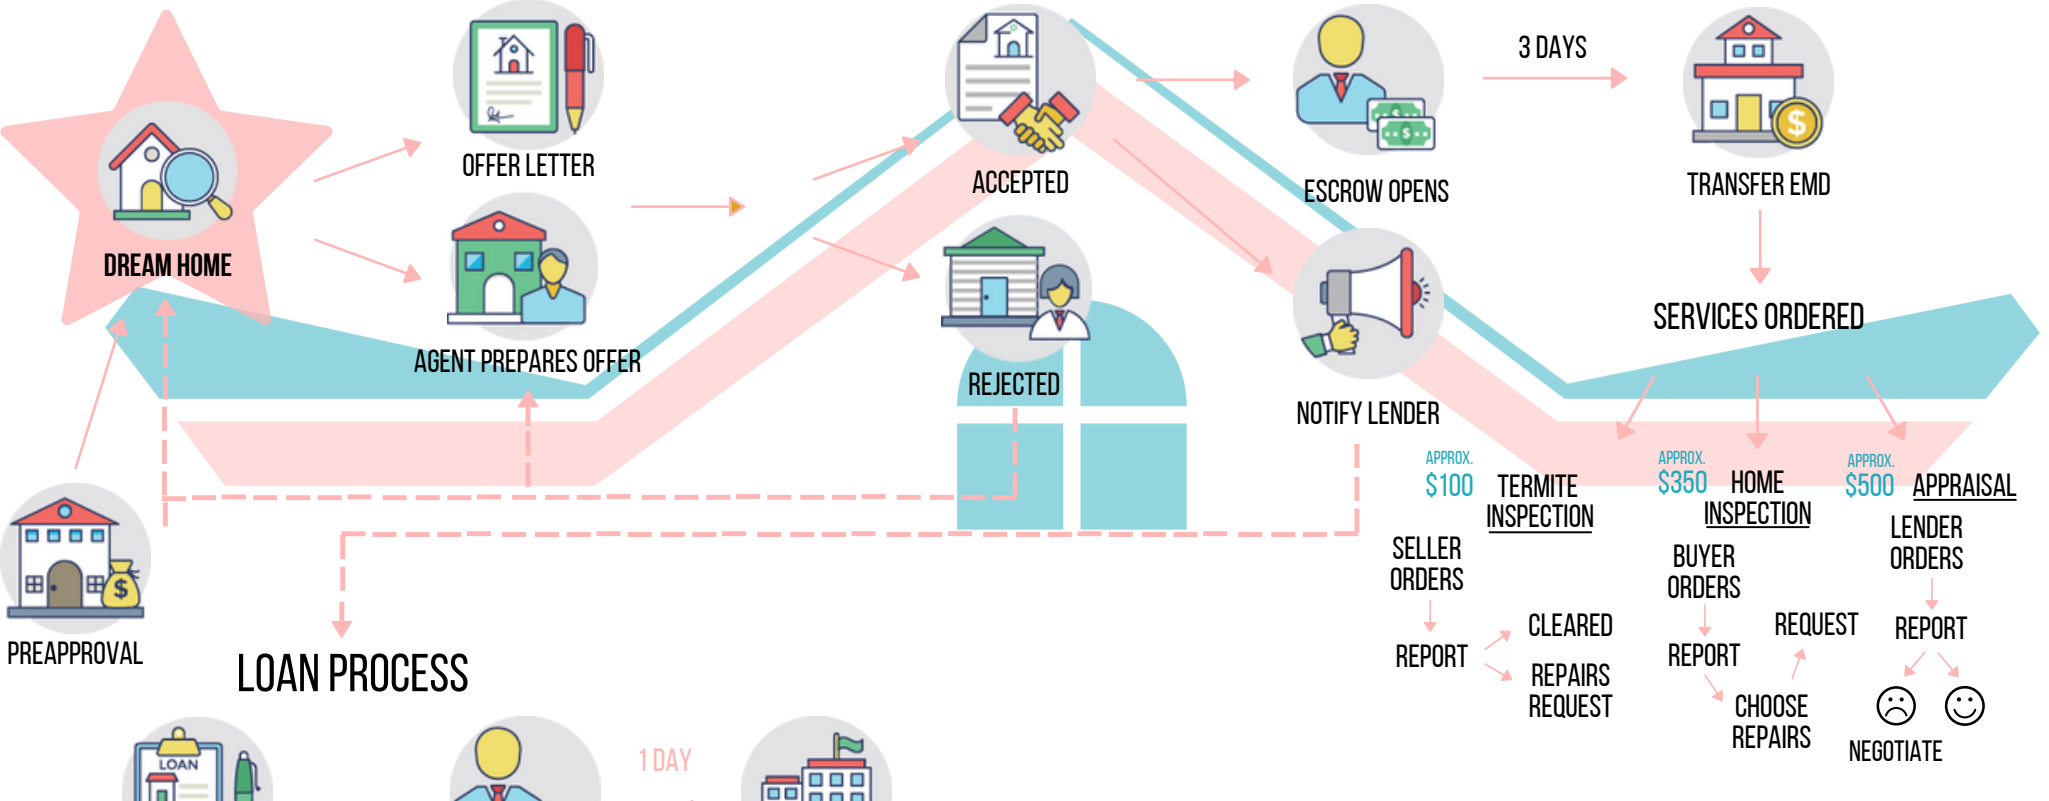 DREAM HOME
OFFER LETTER
AGENT PREPARES OFFER
ACCEPTED
REJECTED
ESCROW OPENS
3 DAYS
TRANSFER EMD
NOTIFY LENDER
SERVICES ORDERED
APPROX.
$100
TERMITE
INSPECTION
SELLER
ORDERS
REPORT
CLEARED
REPAIRS
REQUEST
APPROX.
$350
HOME
INSPECTION
BUYER
ORDERS
REPORT
CHOOSE
REPAIRS
REQUEST
APPROX.
$500
APPRAISAL
LENDER
ORDERS
REPORT
NEGOTIATE
PREAPPROVAL
$
LOAN PROCESS
LOAN
1 DAY
$
$
$